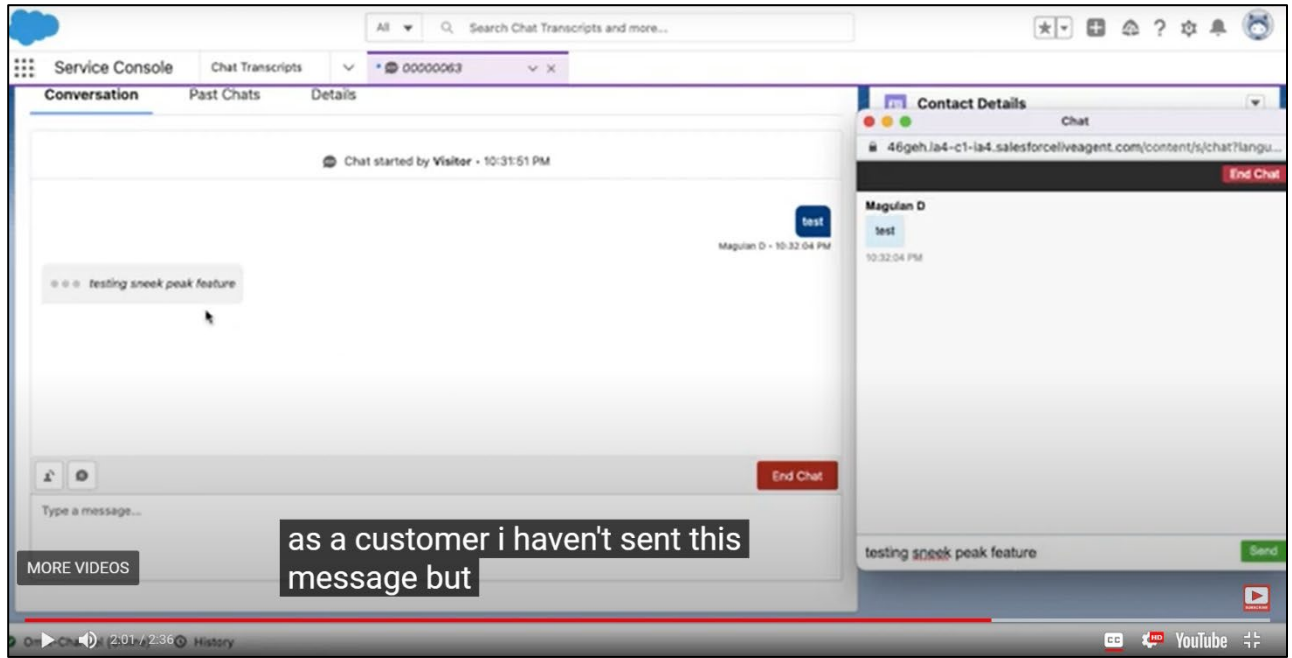 All
Search Chat Transcripts and more...
Service Console
Chat Transcripts
* 00000063
Conversation
Past Chats
Details
Contact Details
Chat started by Visitor • 10:31:51 PM
test
Magulan D • 10:32:04 PM
testing sneek peak feature
End Chat
Type a message...
Chat
46geh.la4-c1-ia4.salesforceliveagent.com/content/s/chat?langu...
End Chat
Magulan D
test
10:32:04 PM
testing sneek peak feature
Send
as a customer i haven't sent this
message but
MORE VIDEOS
2:01 / 2:36
History
CC
HD
YouTube